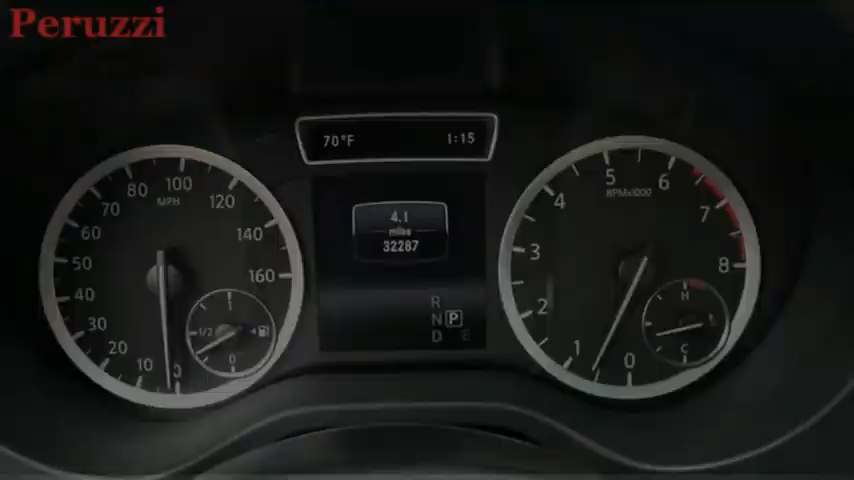 Peruzzi
70°F 1:15
4.1
miles
32287
R
N P
D E
0 10 20 30 40 50 60 70 80 100 120 140 160
MPH
1
1/2
0
0 1 2 3 4 5 6 7 8
RPMx1000
H
C